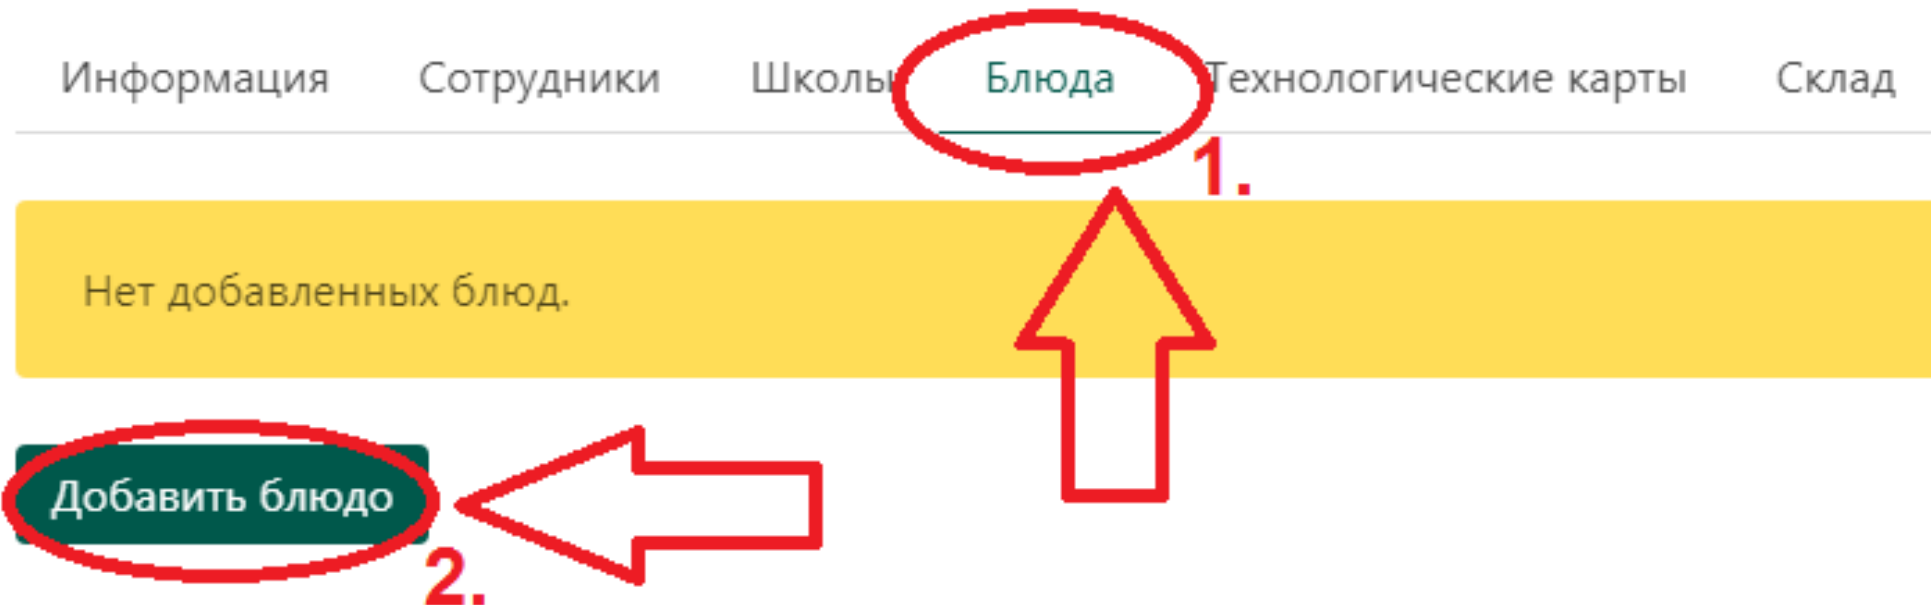 Информация Сотрудники Школы Блюда Технологические карты Склад
1.
Нет добавленных блюд.
Добавить блюдо
2.